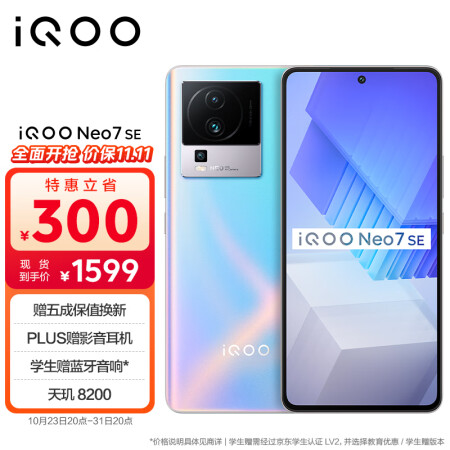 iQOO
iQOO Neo7 SE
全面开抢 价保11.11
特惠立省
¥300
现货
到手价 ¥1599
赠五成保值换新
PLUS赠影音耳机
学生赠蓝牙音响*
天玑 8200
10月23日20点-31日20点
iQOO
iQOO Neo7 SE
*价格说明具体见商详 | 学生赠需经过京东学生认证 LV2, 并选择教育优惠 / 学生赠版本